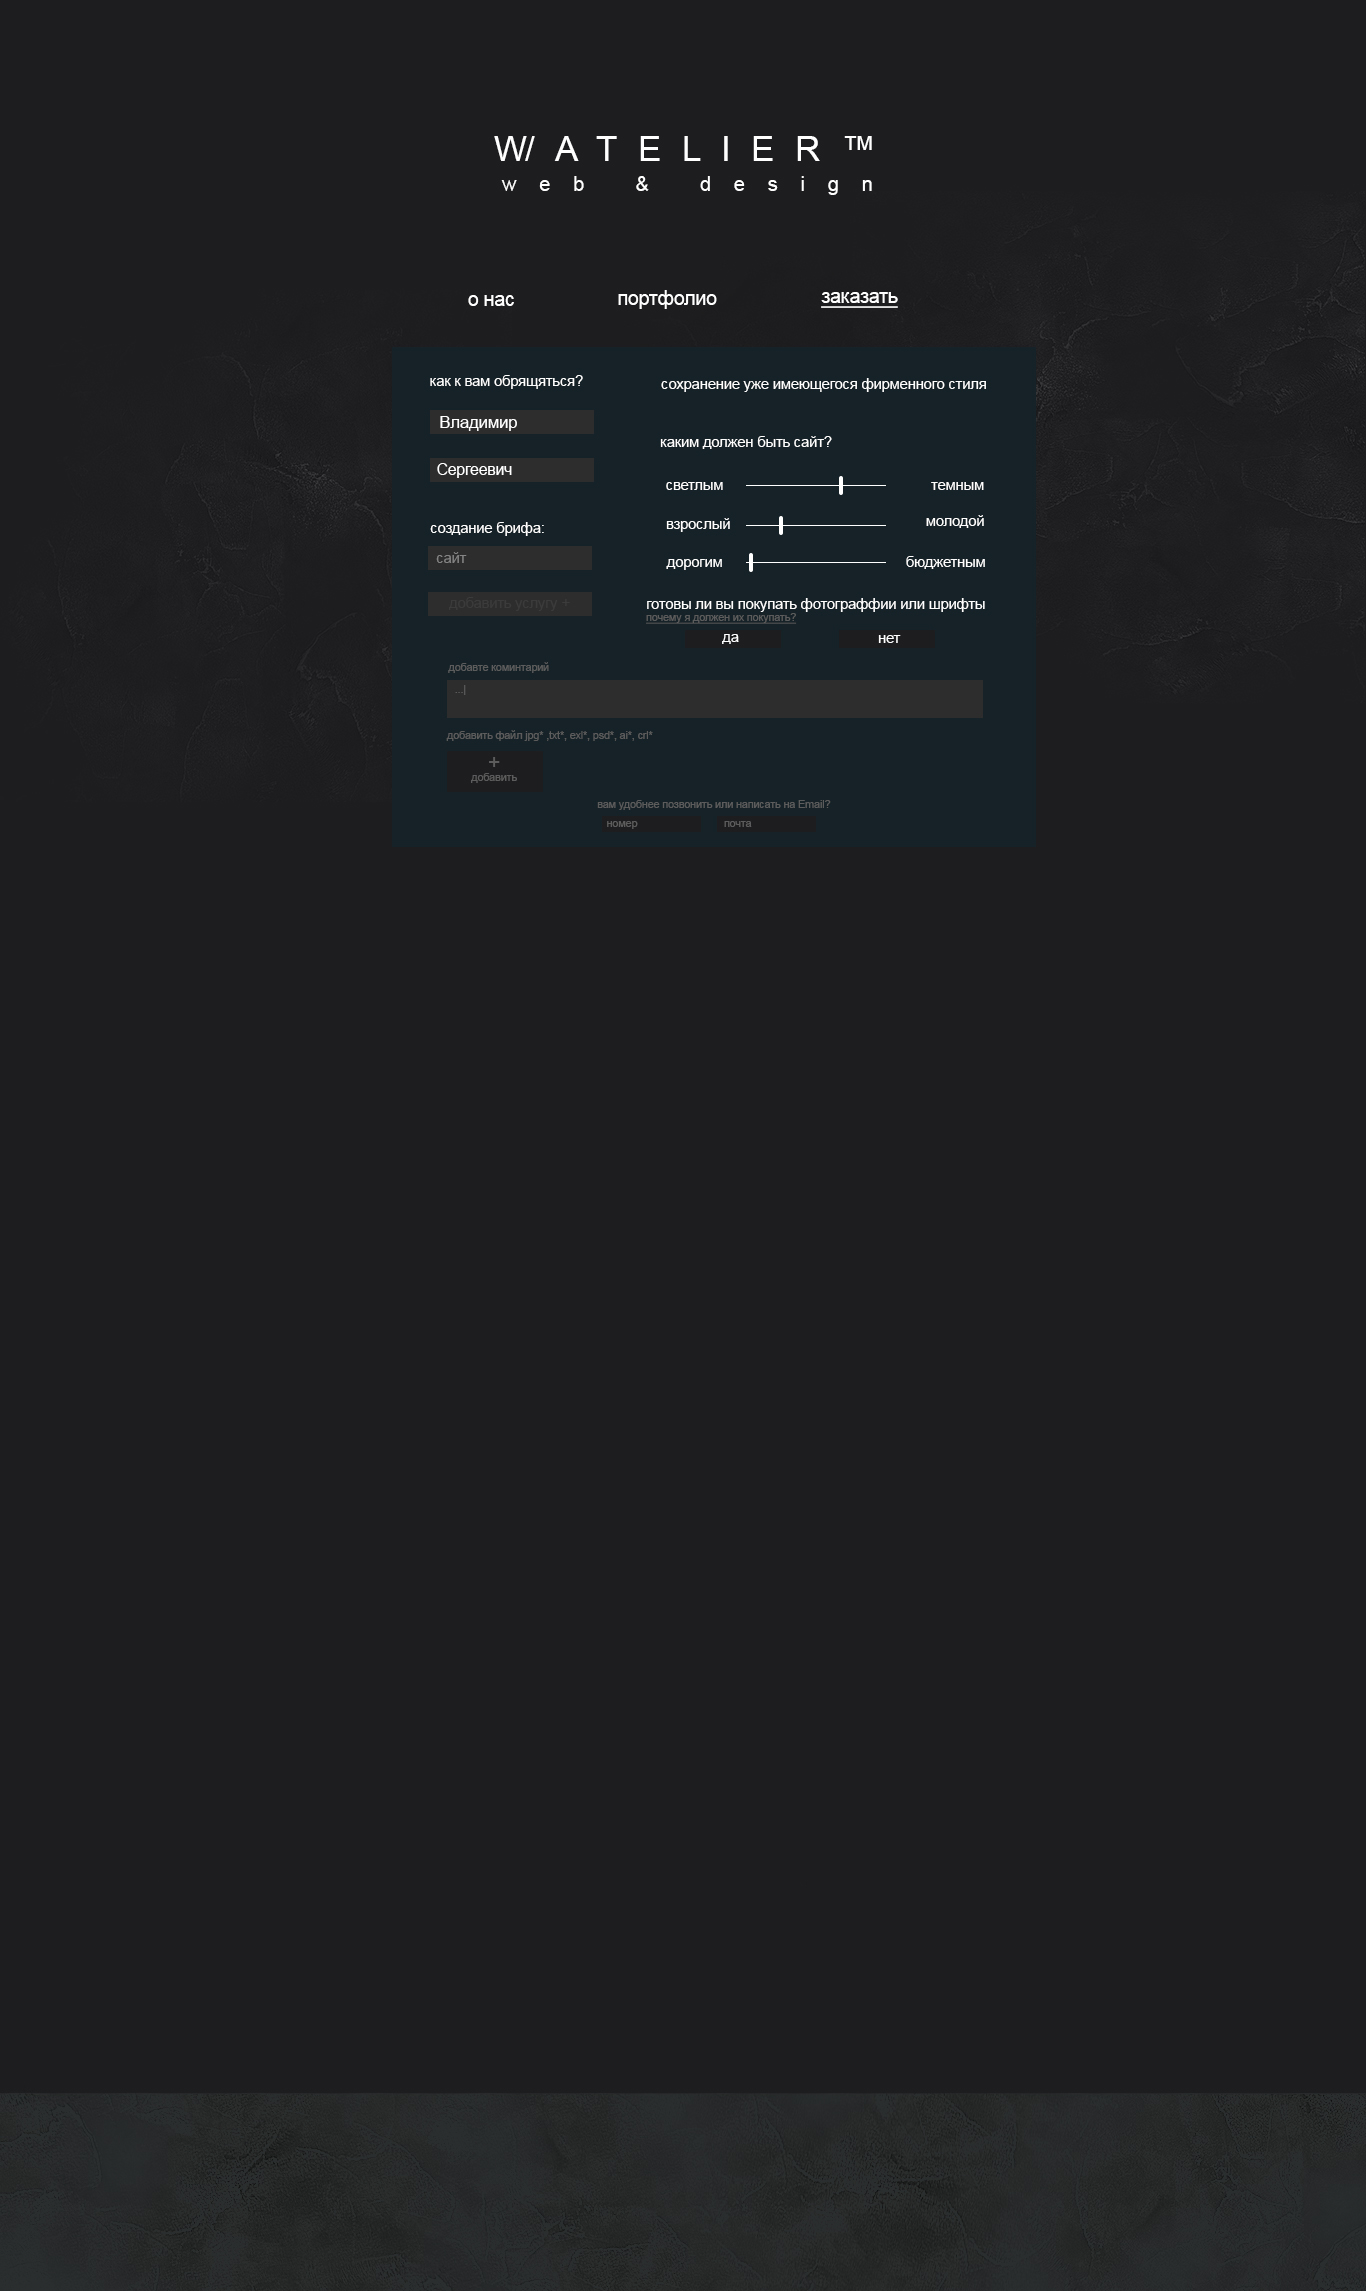 W/ ATELIER™
web & design
о нас
портфолио
заказать
как к вам обрящяться?
Владимир
Сергеевич
создание брифа:
сайт
добавить услугу +
сохранение уже имеющегося фирменного стиля
каким должен быть сайт?
светлым темным
взрослый молодой
дорогим бюджетным
готовы ли вы покупать фотограффии или шрифты
почему я должен их покупать?
да нет
добавте коминтарий
...|
добавить файл jpg* ,txt*, exl*, psd*, ai*, crl*
+
добавить
вам удобнее позвонить или написать на Email?
номер почта